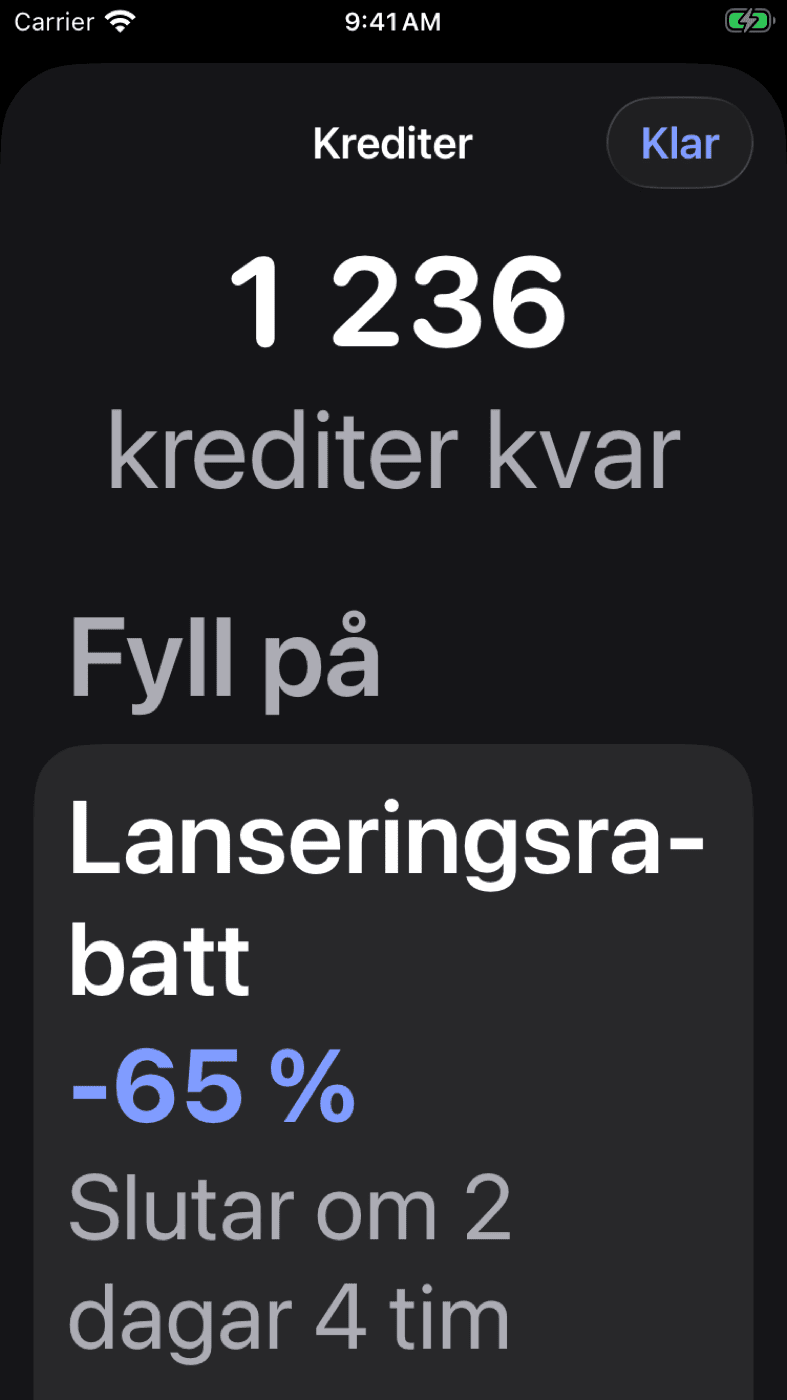 Carrier 9:41 AM
Krediter Klar
1 236
krediter kvar
Fyll på
Lanseringsra-
batt
-65 %
Slutar om 2
dagar 4 tim